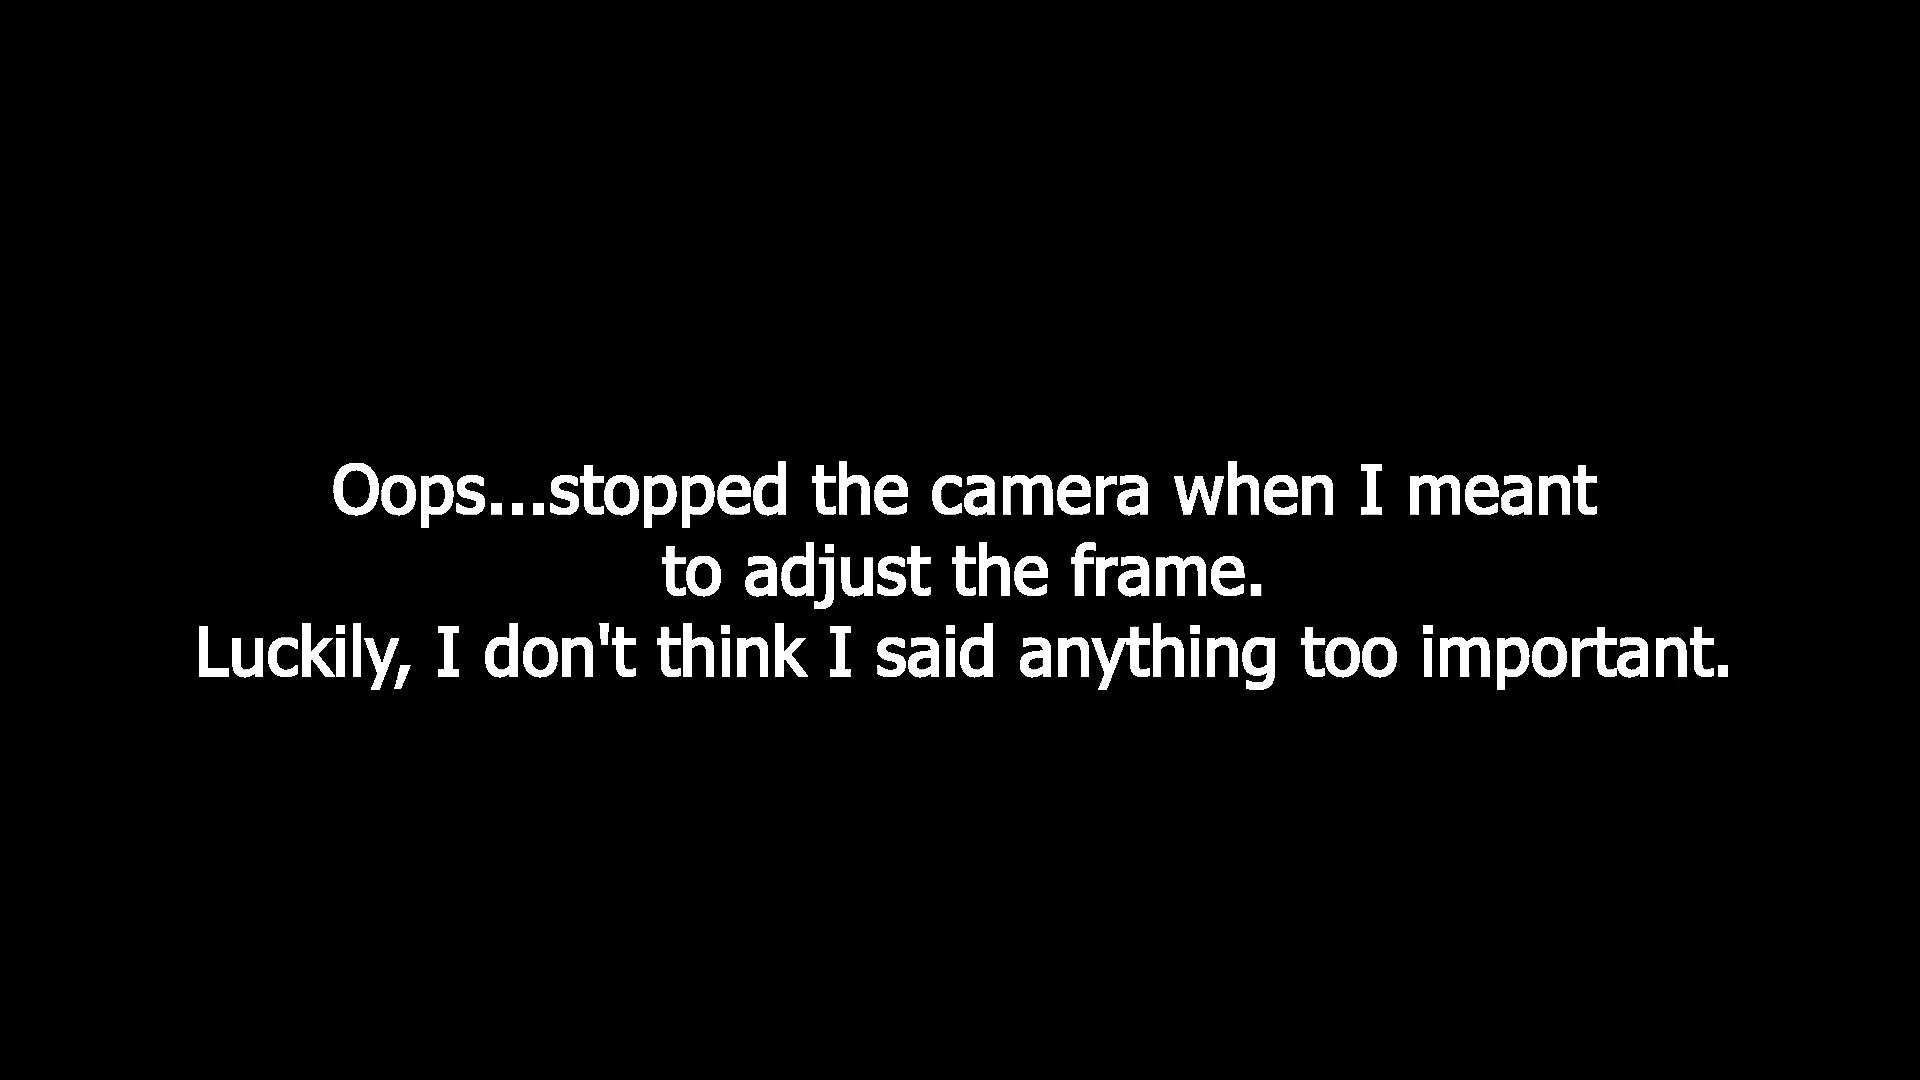 Oops...stopped the camera when I meant
to adjust the frame.
Luckily, I don't think I said anything too important.